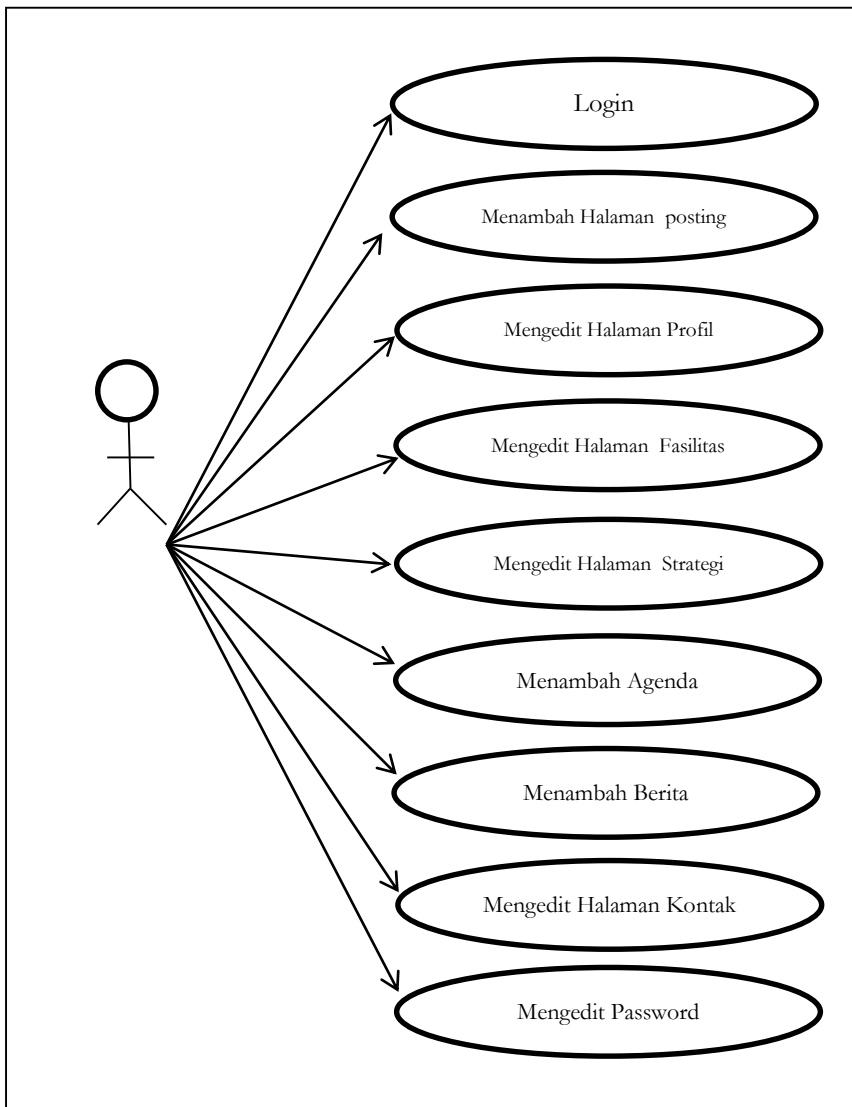 Login
Menambah Halaman  posting
Mengedit Halaman Profil
Mengedit Halaman  Fasilitas
Mengedit Halaman  Strategi
Menambah Agenda
Menambah Berita
Mengedit Halaman Kontak
Mengedit Password